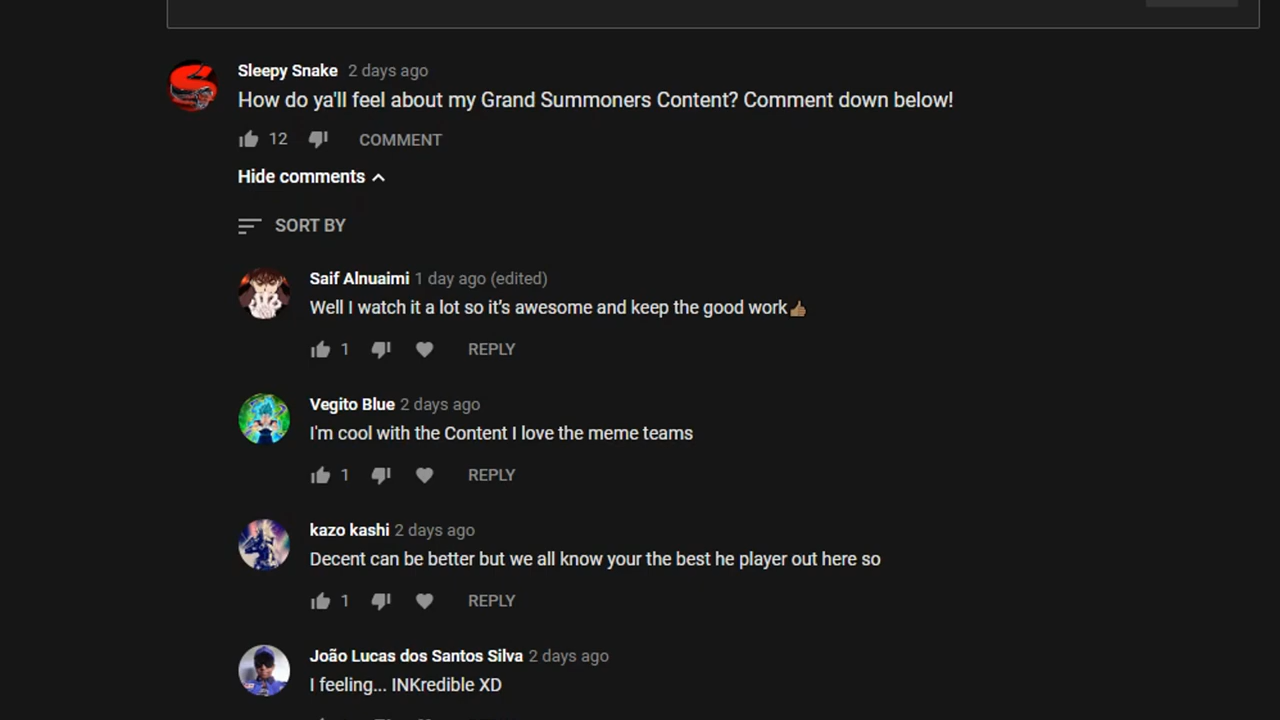 Sleepy Snake 2 days ago
How do ya'll feel about my Grand Summoners Content? Comment down below!
12 COMMENT
Hide comments
SORT BY
Saif Alnuaimi 1 day ago (edited)
Well I watch it a lot so it's awesome and keep the good work👍🏽
1 REPLY
Vegito Blue 2 days ago
I'm cool with the Content I love the meme teams
1 REPLY
kazo kashi 2 days ago
Decent can be better but we all know your the best he player out here so
1 REPLY
João Lucas dos Santos Silva 2 days ago
I feeling... INKredible XD